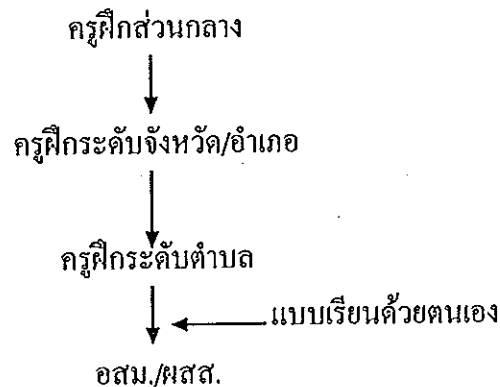 ครูฝึกส่วนกลาง
ครูฝึกระดับจังหวัด/อำเภอ
ครูฝึกระดับตำบล
แบบเรียนด้วยตนเอง
อสม./ผสส.